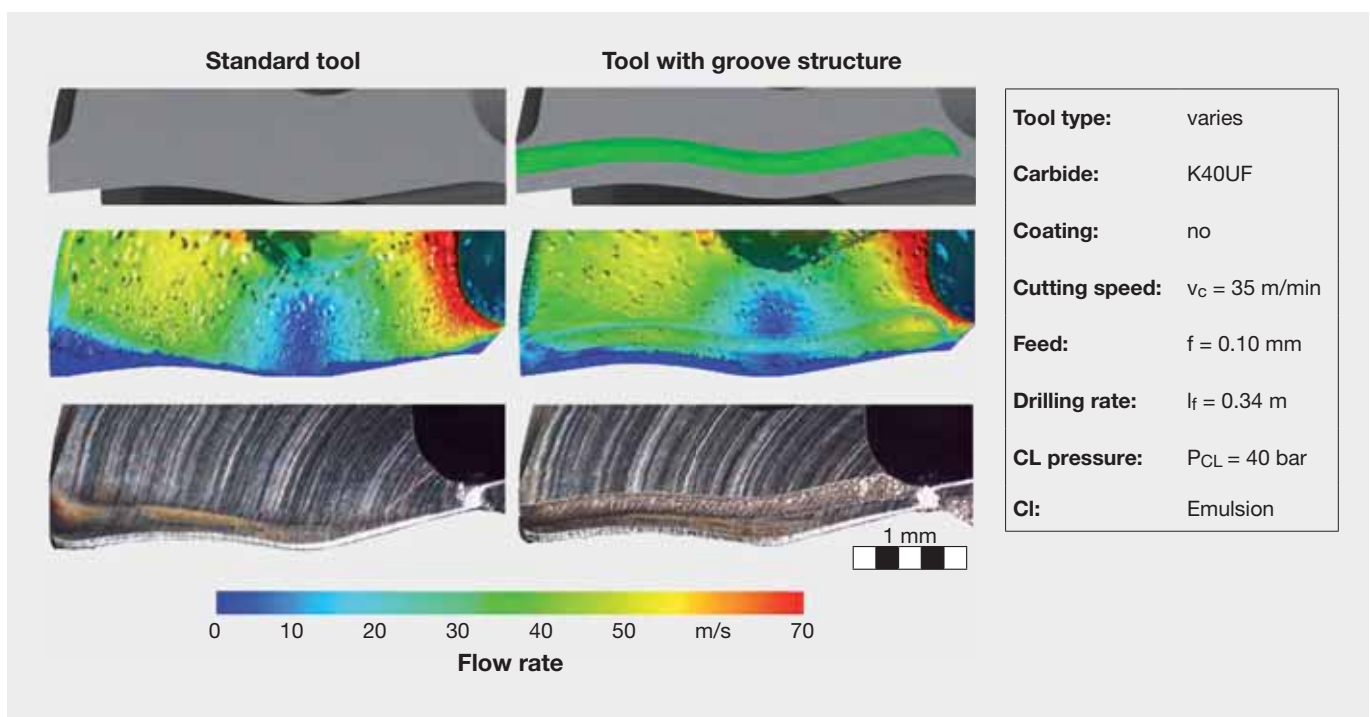 Standard tool
Tool with groove structure
Tool type: varies
Carbide: K40UF
Coating: no
Cutting speed: vc = 35 m/min
Feed: f = 0.10 mm
Drilling rate: lf = 0.34 m
CL pressure: PCL = 40 bar
Cl: Emulsion
1 mm
0 10 20 30 40 50 m/s 70
Flow rate